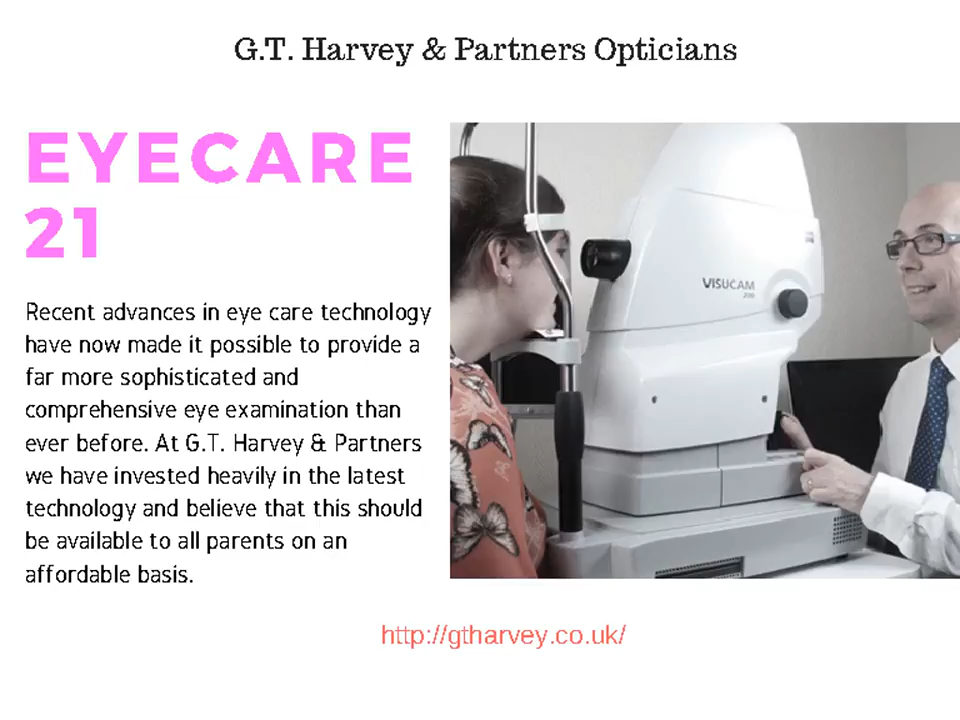 G.T. Harvey & Partners Opticians
EYECARE
21
Recent advances in eye care technology
have now made it possible to provide a
far more sophisticated and
comprehensive eye examination than
ever before. At G.T. Harvey & Partners
we have invested heavily in the latest
technology and believe that this should
be available to all parents on an
affordable basis.
VISUCAM
200
http://gtharvey.co.uk/